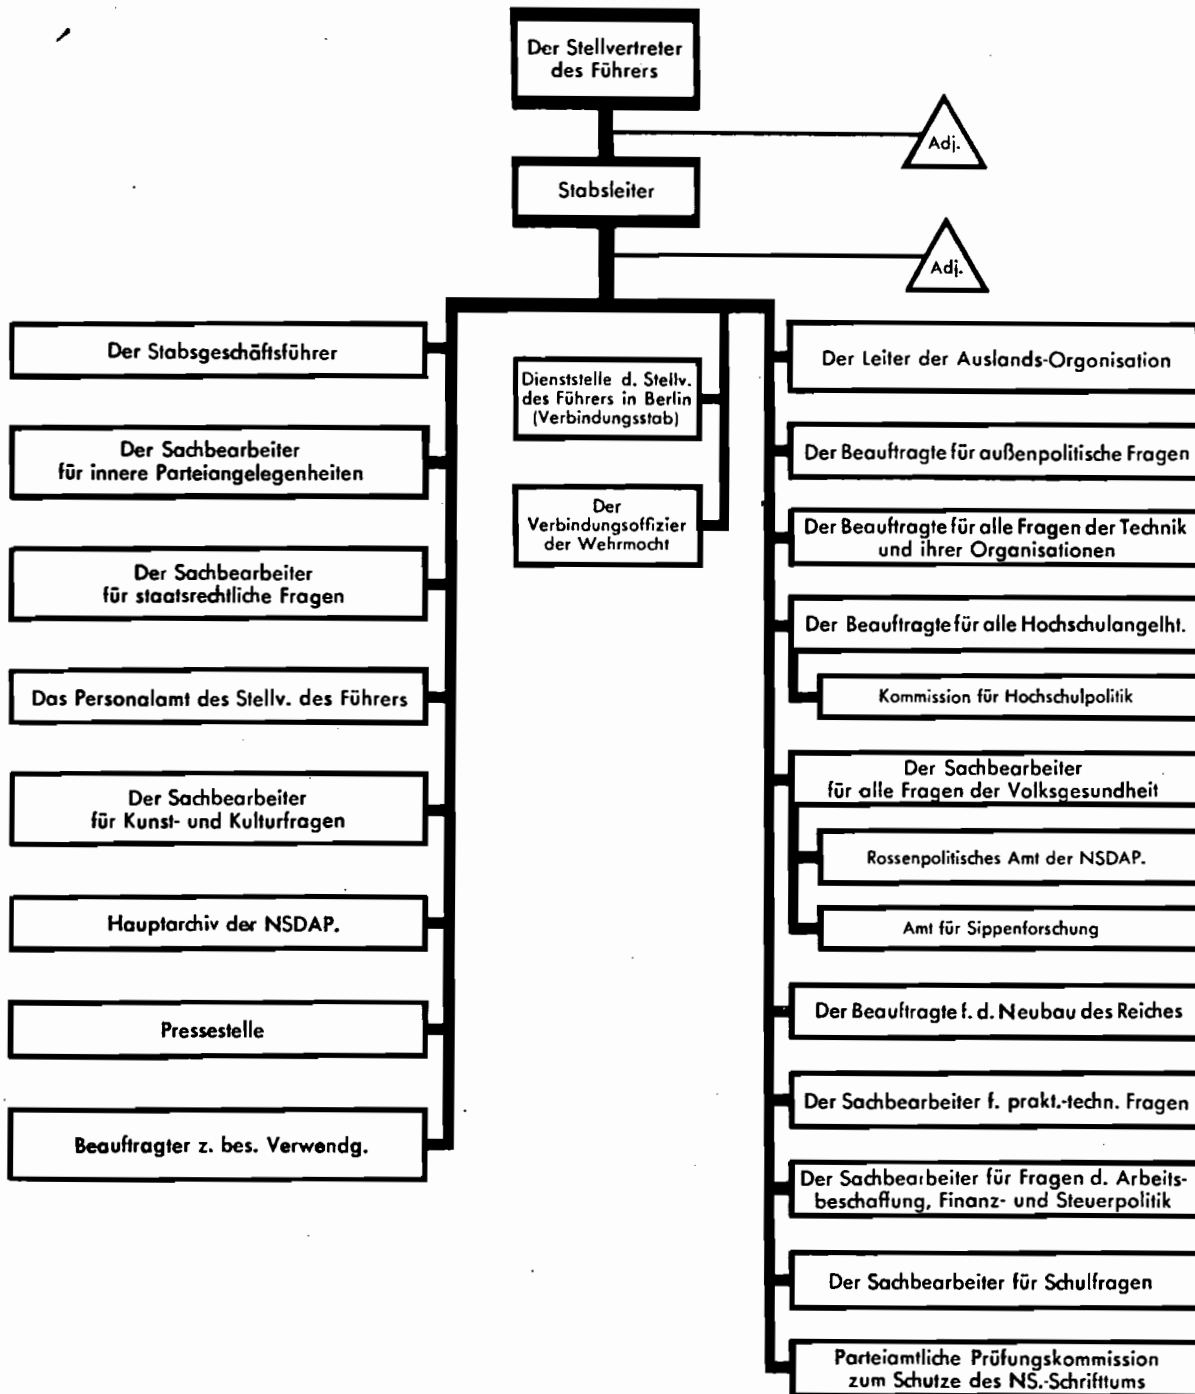 Der Stellvertreter
des Führers
Adj.
Stabsleiter
Adj.
Der Stabsgeschäftsführer
Der Sachbearbeiter
für innere Parteiangelegenheiten
Der Sachbearbeiter
für staatsrechtliche Fragen
Das Personalamt des Stellv. des Führers
Der Sachbearbeiter
für Kunst- und Kulturfragen
Hauptarchiv der NSDAP.
Pressestelle
Beauftragter z. bes. Verwendg.
Dienststelle d. Stellv.
des Führers in Berlin
(Verbindungsstab)
Der
Verbindungsoffizier
der Wehrmocht
Der Leiter der Auslands-Orgonisation
Der Beauftragte für außenpolitische Fragen
Der Beauftragte für alle Fragen der Technik
und ihrer Organisationen
Der Beauftragte für alle Hochschulangelht.
Kommission für Hochschulpolitik
Der Sachbearbeiter
für alle Fragen der Volksgesundheit
Rossenpolitisches Amt der NSDAP.
Amt für Sippenforschung
Der Beauftragte f. d. Neubau des Reiches
Der Sachbearbeiter f. prakt.-techn. Fragen
Der Sachbearbeiter für Fragen d. Arbeits-
beschaffung, Finanz- und Steuerpolitik
Der Sachbearbeiter für Schulfragen
Parteiamtliche Prüfungskommission
zum Schutze des NS.-Schrifttums